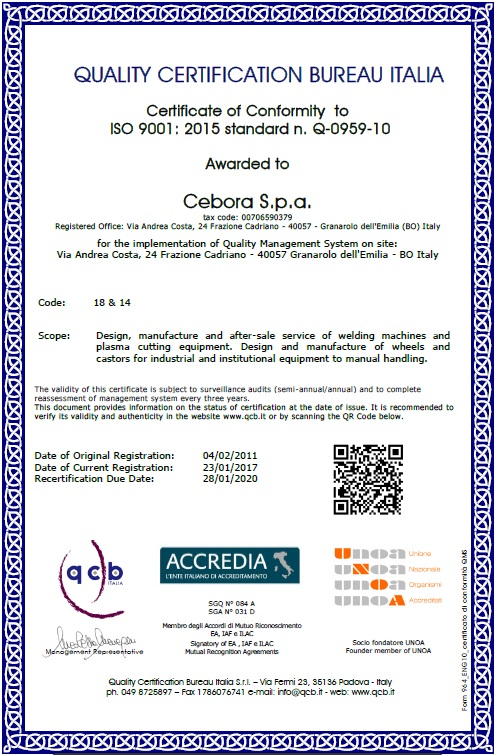 QUALITY CERTIFICATION BUREAU ITALIA
Certificate of Conformity to
ISO 9001: 2015 standard n. Q-0959-10
Awarded to
Cebora S.p.a.
tax code: 00706590379
Registered Office: Via Andrea Costa, 24 Frazione Cadriano - 40057 - Granarolo dell'Emilia (BO) Italy
for the implementation of Quality Management System on site:
Via Andrea Costa, 24 Frazione Cadriano - 40057 Granarolo dell'Emilia - BO Italy
Code: 18 & 14
Scope: Design, manufacture and after-sale service of welding machines and
plasma cutting equipment. Design and manufacture of wheels and
castors for industrial and institutional equipment to manual handling.
The validity of this certificate is subject to surveillance audits (semi-annual/annual) and to complete
reassessment of management system every three years.
This document provides information on the status of certification at the date of issue. It is recommended to
verify its validity and authenticity in the website www.qcb.it or by scanning the QR Code below.
Date of Original Registration: 04/02/2011
Date of Current Registration: 23/01/2017
Recertification Due Date: 28/01/2020
qcb
ITALIA
Management Representative
ACCREDIA
L'ENTE ITALIANO DI ACCREDITAMENTO
SGQ N° 084 A
SGA N° 031 D
Membro degli Accordi di Mutuo Riconoscimento
EA, IAF e ILAC
Signatory of EA , IAF e ILAC
Mutual Recognition Agreements
unoa Unione
unoa Nazionale
unoa Organismi
unoa Accreditati
Socio fondatore UNOA
Founder member of UNOA
Form 964_ENG10_certificato di conformità QMS
Quality Certification Bureau Italia S.r.l. – Via Fermi 23, 35136 Padova - Italy
ph. 049 8725897 – Fax 1786076741 e-mail: info@qcb.it - web: www.qcb.it